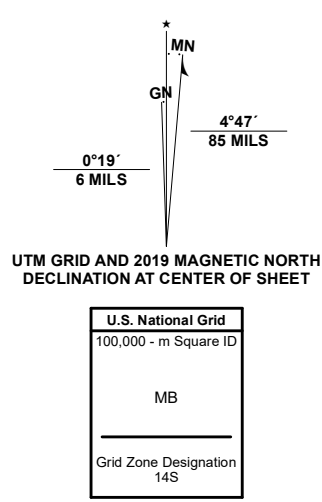 ★
MN
GN
4°47´
85 MILS
0°19´
6 MILS
UTM GRID AND 2019 MAGNETIC NORTH
DECLINATION AT CENTER OF SHEET
U.S. National Grid
100,000 - m Square ID
MB
Grid Zone Designation
14S